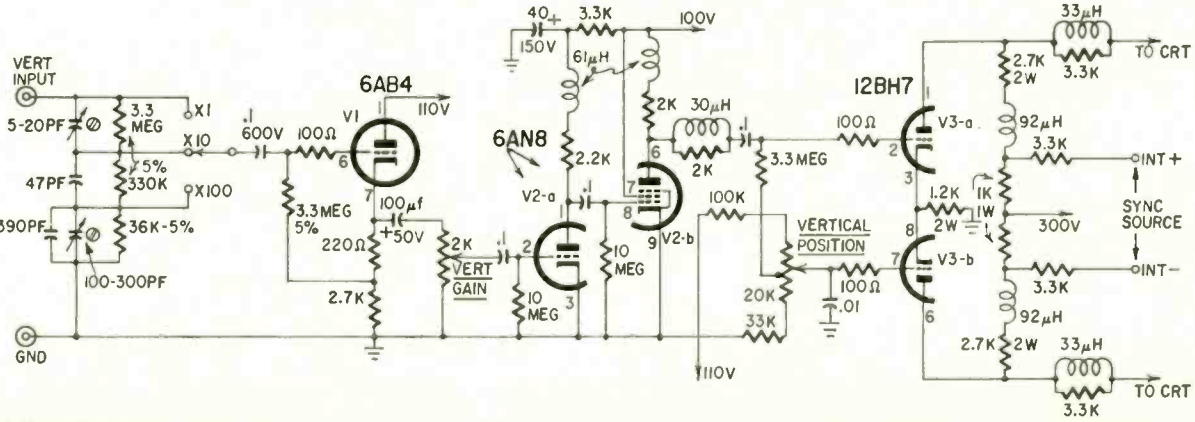 VERT
INPUT
5-20PF
47PF
390PF
100-300PF
GND
3.3
MEG
5%
330K
36K-5%
X1
X10
X100
.1
600V
100Ω
6AB4
V1
6
7
110V
3.3 MEG
5%
100μf
+50V
220Ω
2.7K
2K
VERT
GAIN
.1
10
MEG
40+
150V
3.3K
100V
61μH
6AN8
2.2K
V2-a
1
2
3
.1
10
MEG
2K
30μH
2K
6
7
8
9
V2-b
.1
3.3 MEG
100K
VERTICAL
POSITION
20K
33K
110V
.01
100Ω
100Ω
12BH7
V3-a
1
2
3
1.2K
2W
8
7
V3-b
6
33μH
3.3K
TO CRT
2.7K
2W
92μH
3.3K
INT+
1K
1W
300V
SYNC
SOURCE
INT-
3.3K
92μH
2.7K
2W
33μH
3.3K
TO CRT